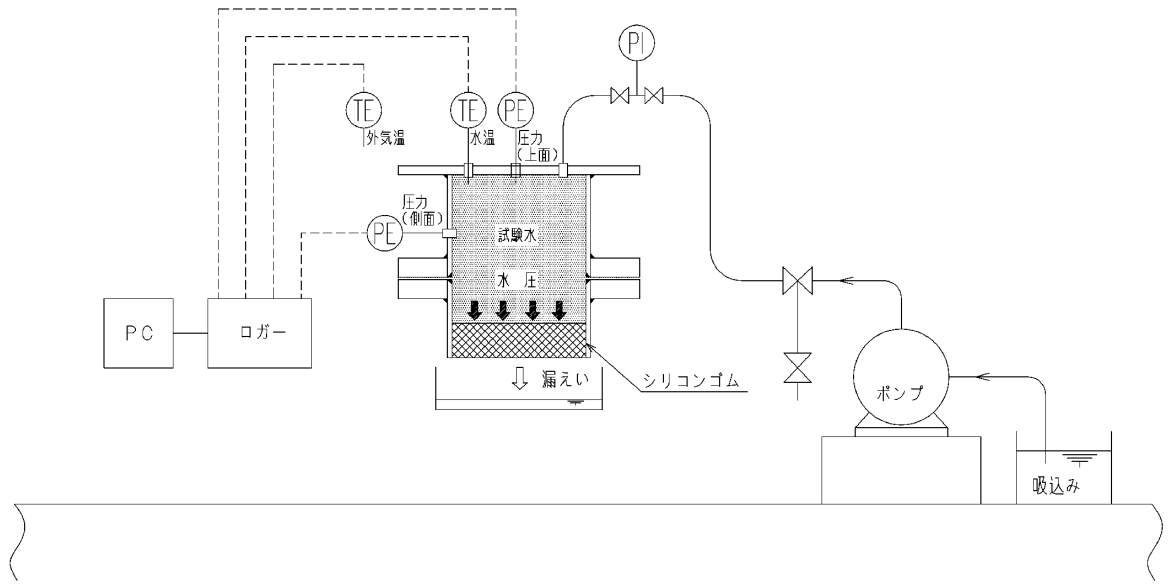 PI
TE
外気温
TE
水温
PE
圧力
(上面)
圧力
(側面)
PE
試験水
水 圧
PC
ロガー
漏えい
シリコンゴム
ポンプ
吸込み